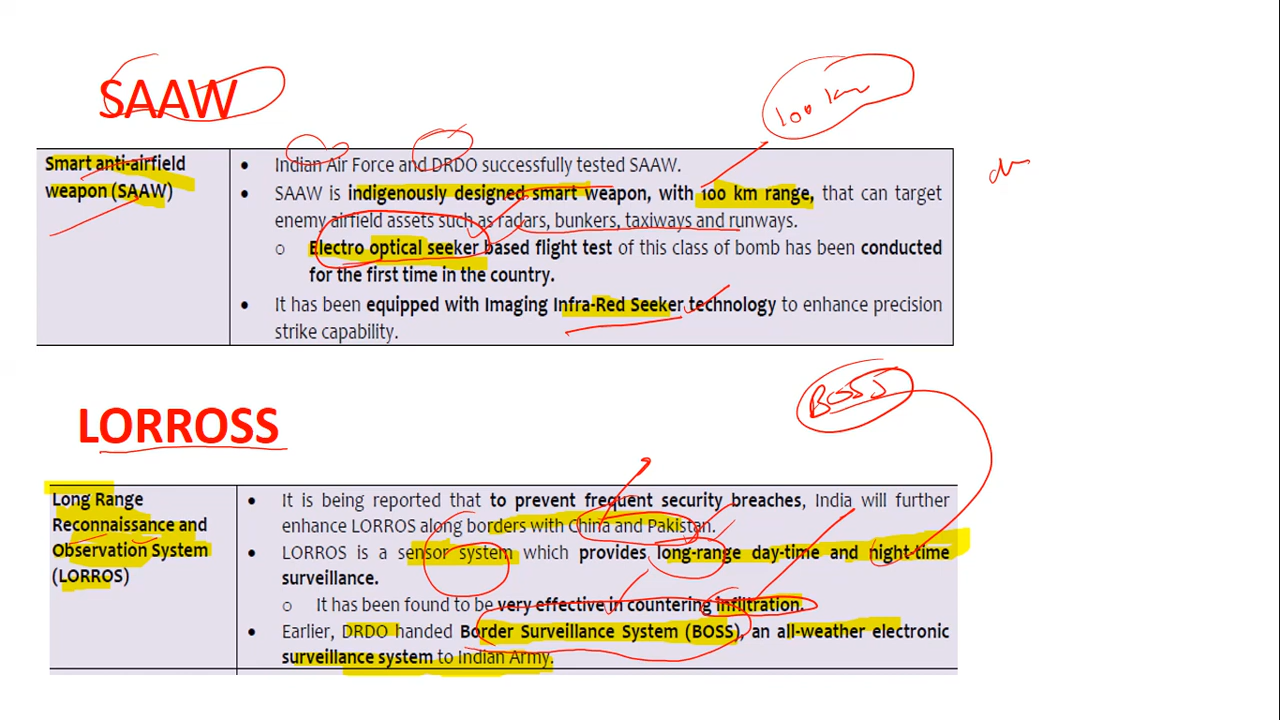 SAAW
100 km
Smart anti-airfield
weapon (SAAW)
• Indian Air Force and DRDO successfully tested SAAW.
• SAAW is indigenously designed smart weapon, with 100 km range, that can target
enemy airfield assets such as radars, bunkers, taxiways and runways.
o Electro optical seeker based flight test of this class of bomb has been conducted
for the first time in the country.
• It has been equipped with Imaging Infra-Red Seeker technology to enhance precision
strike capability.
BOSS
LORROSS
Long Range
Reconnaissance and
Observation System
(LORROS)
• It is being reported that to prevent frequent security breaches, India will further
enhance LORROS along borders with China and Pakistan.
• LORROS is a sensor system which provides long-range day-time and night-time
surveillance.
o It has been found to be very effective in countering infiltration.
• Earlier, DRDO handed Border Surveillance System (BOSS), an all-weather electronic
surveillance system to Indian Army.